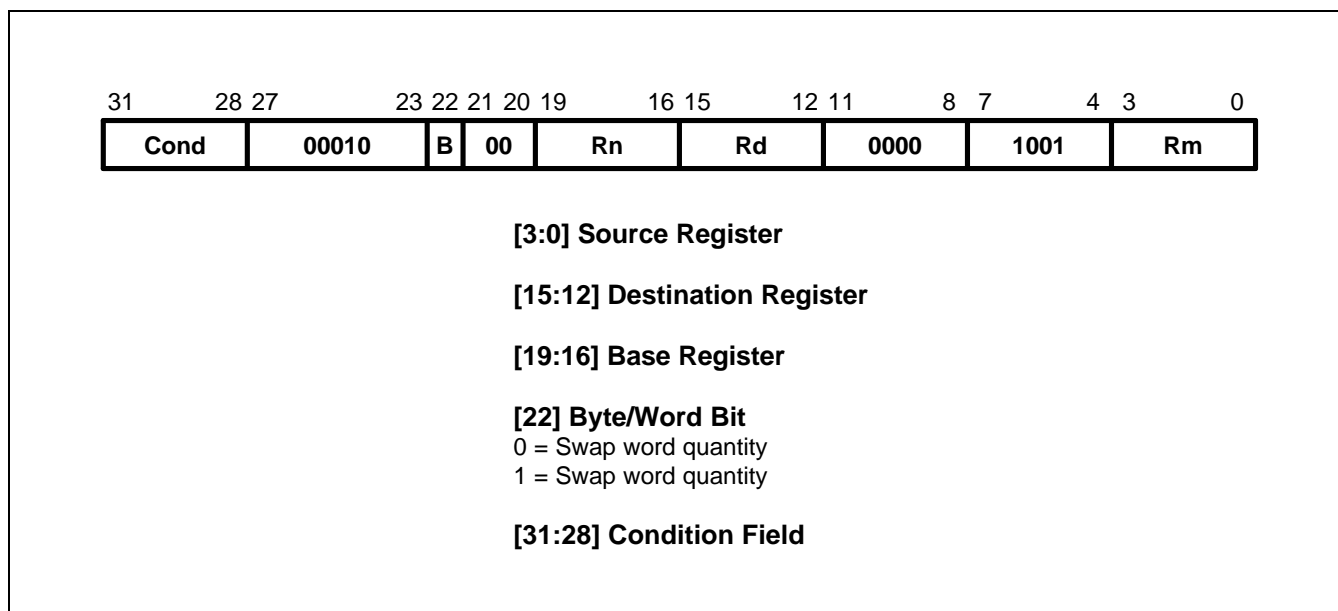 31 28 27 23 22 21 20 19 16 15 12 11 8 7 4 3 0
Cond 00010 B 00 Rn Rd 0000 1001 Rm
[3:0] Source Register
[15:12] Destination Register
[19:16] Base Register
[22] Byte/Word Bit
0 = Swap word quantity
1 = Swap word quantity
[31:28] Condition Field